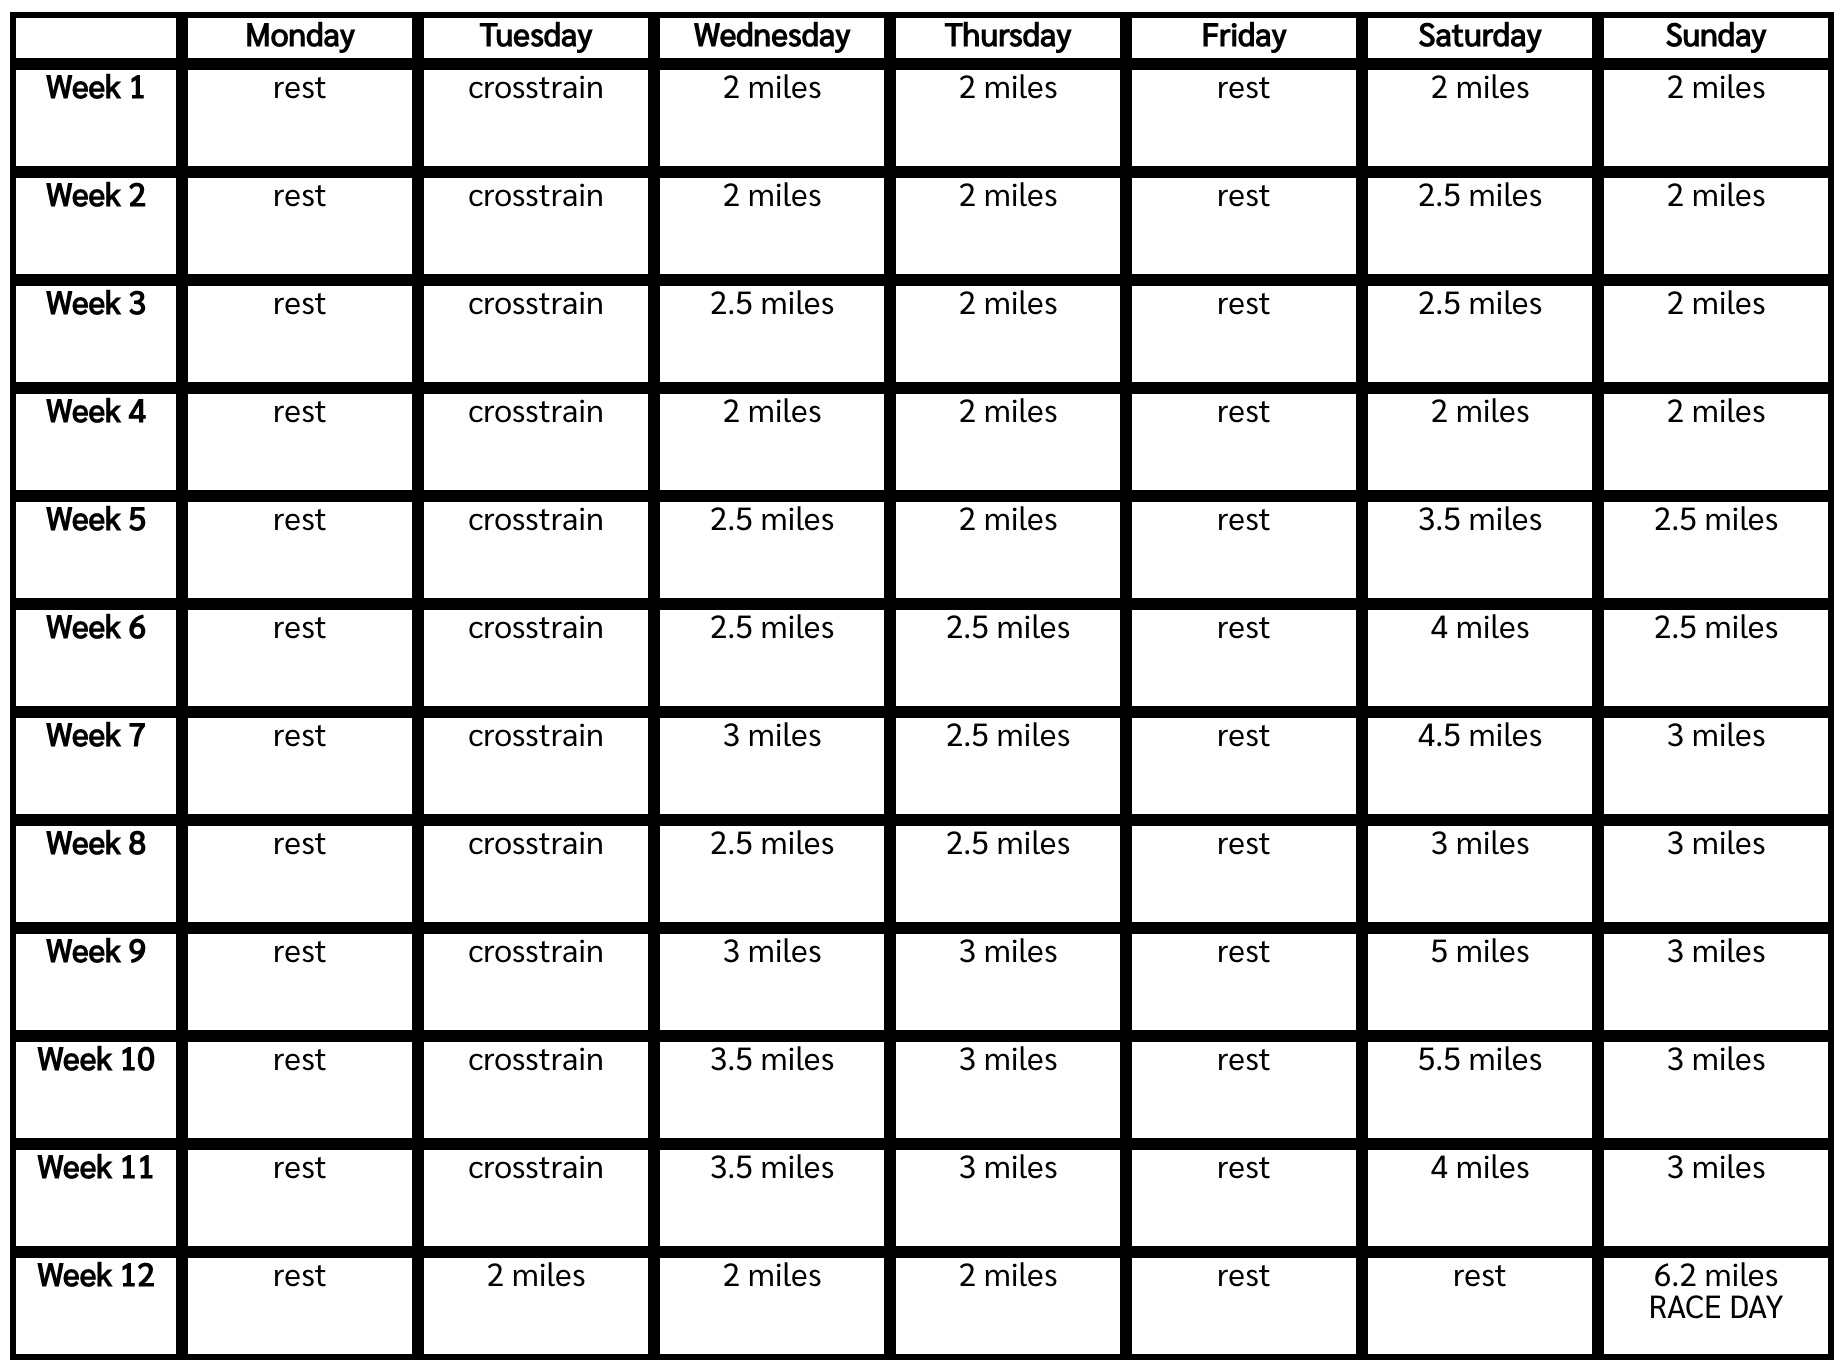 Monday Tuesday Wednesday Thursday Friday Saturday Sunday
Week 1 rest crosstrain 2 miles 2 miles rest 2 miles 2 miles
Week 2 rest crosstrain 2 miles 2 miles rest 2.5 miles 2 miles
Week 3 rest crosstrain 2.5 miles 2 miles rest 2.5 miles 2 miles
Week 4 rest crosstrain 2 miles 2 miles rest 2 miles 2 miles
Week 5 rest crosstrain 2.5 miles 2 miles rest 3.5 miles 2.5 miles
Week 6 rest crosstrain 2.5 miles 2.5 miles rest 4 miles 2.5 miles
Week 7 rest crosstrain 3 miles 2.5 miles rest 4.5 miles 3 miles
Week 8 rest crosstrain 2.5 miles 2.5 miles rest 3 miles 3 miles
Week 9 rest crosstrain 3 miles 3 miles rest 5 miles 3 miles
Week 10 rest crosstrain 3.5 miles 3 miles rest 5.5 miles 3 miles
Week 11 rest crosstrain 3.5 miles 3 miles rest 4 miles 3 miles
Week 12 rest 2 miles 2 miles 2 miles rest rest 6.2 miles
RACE DAY